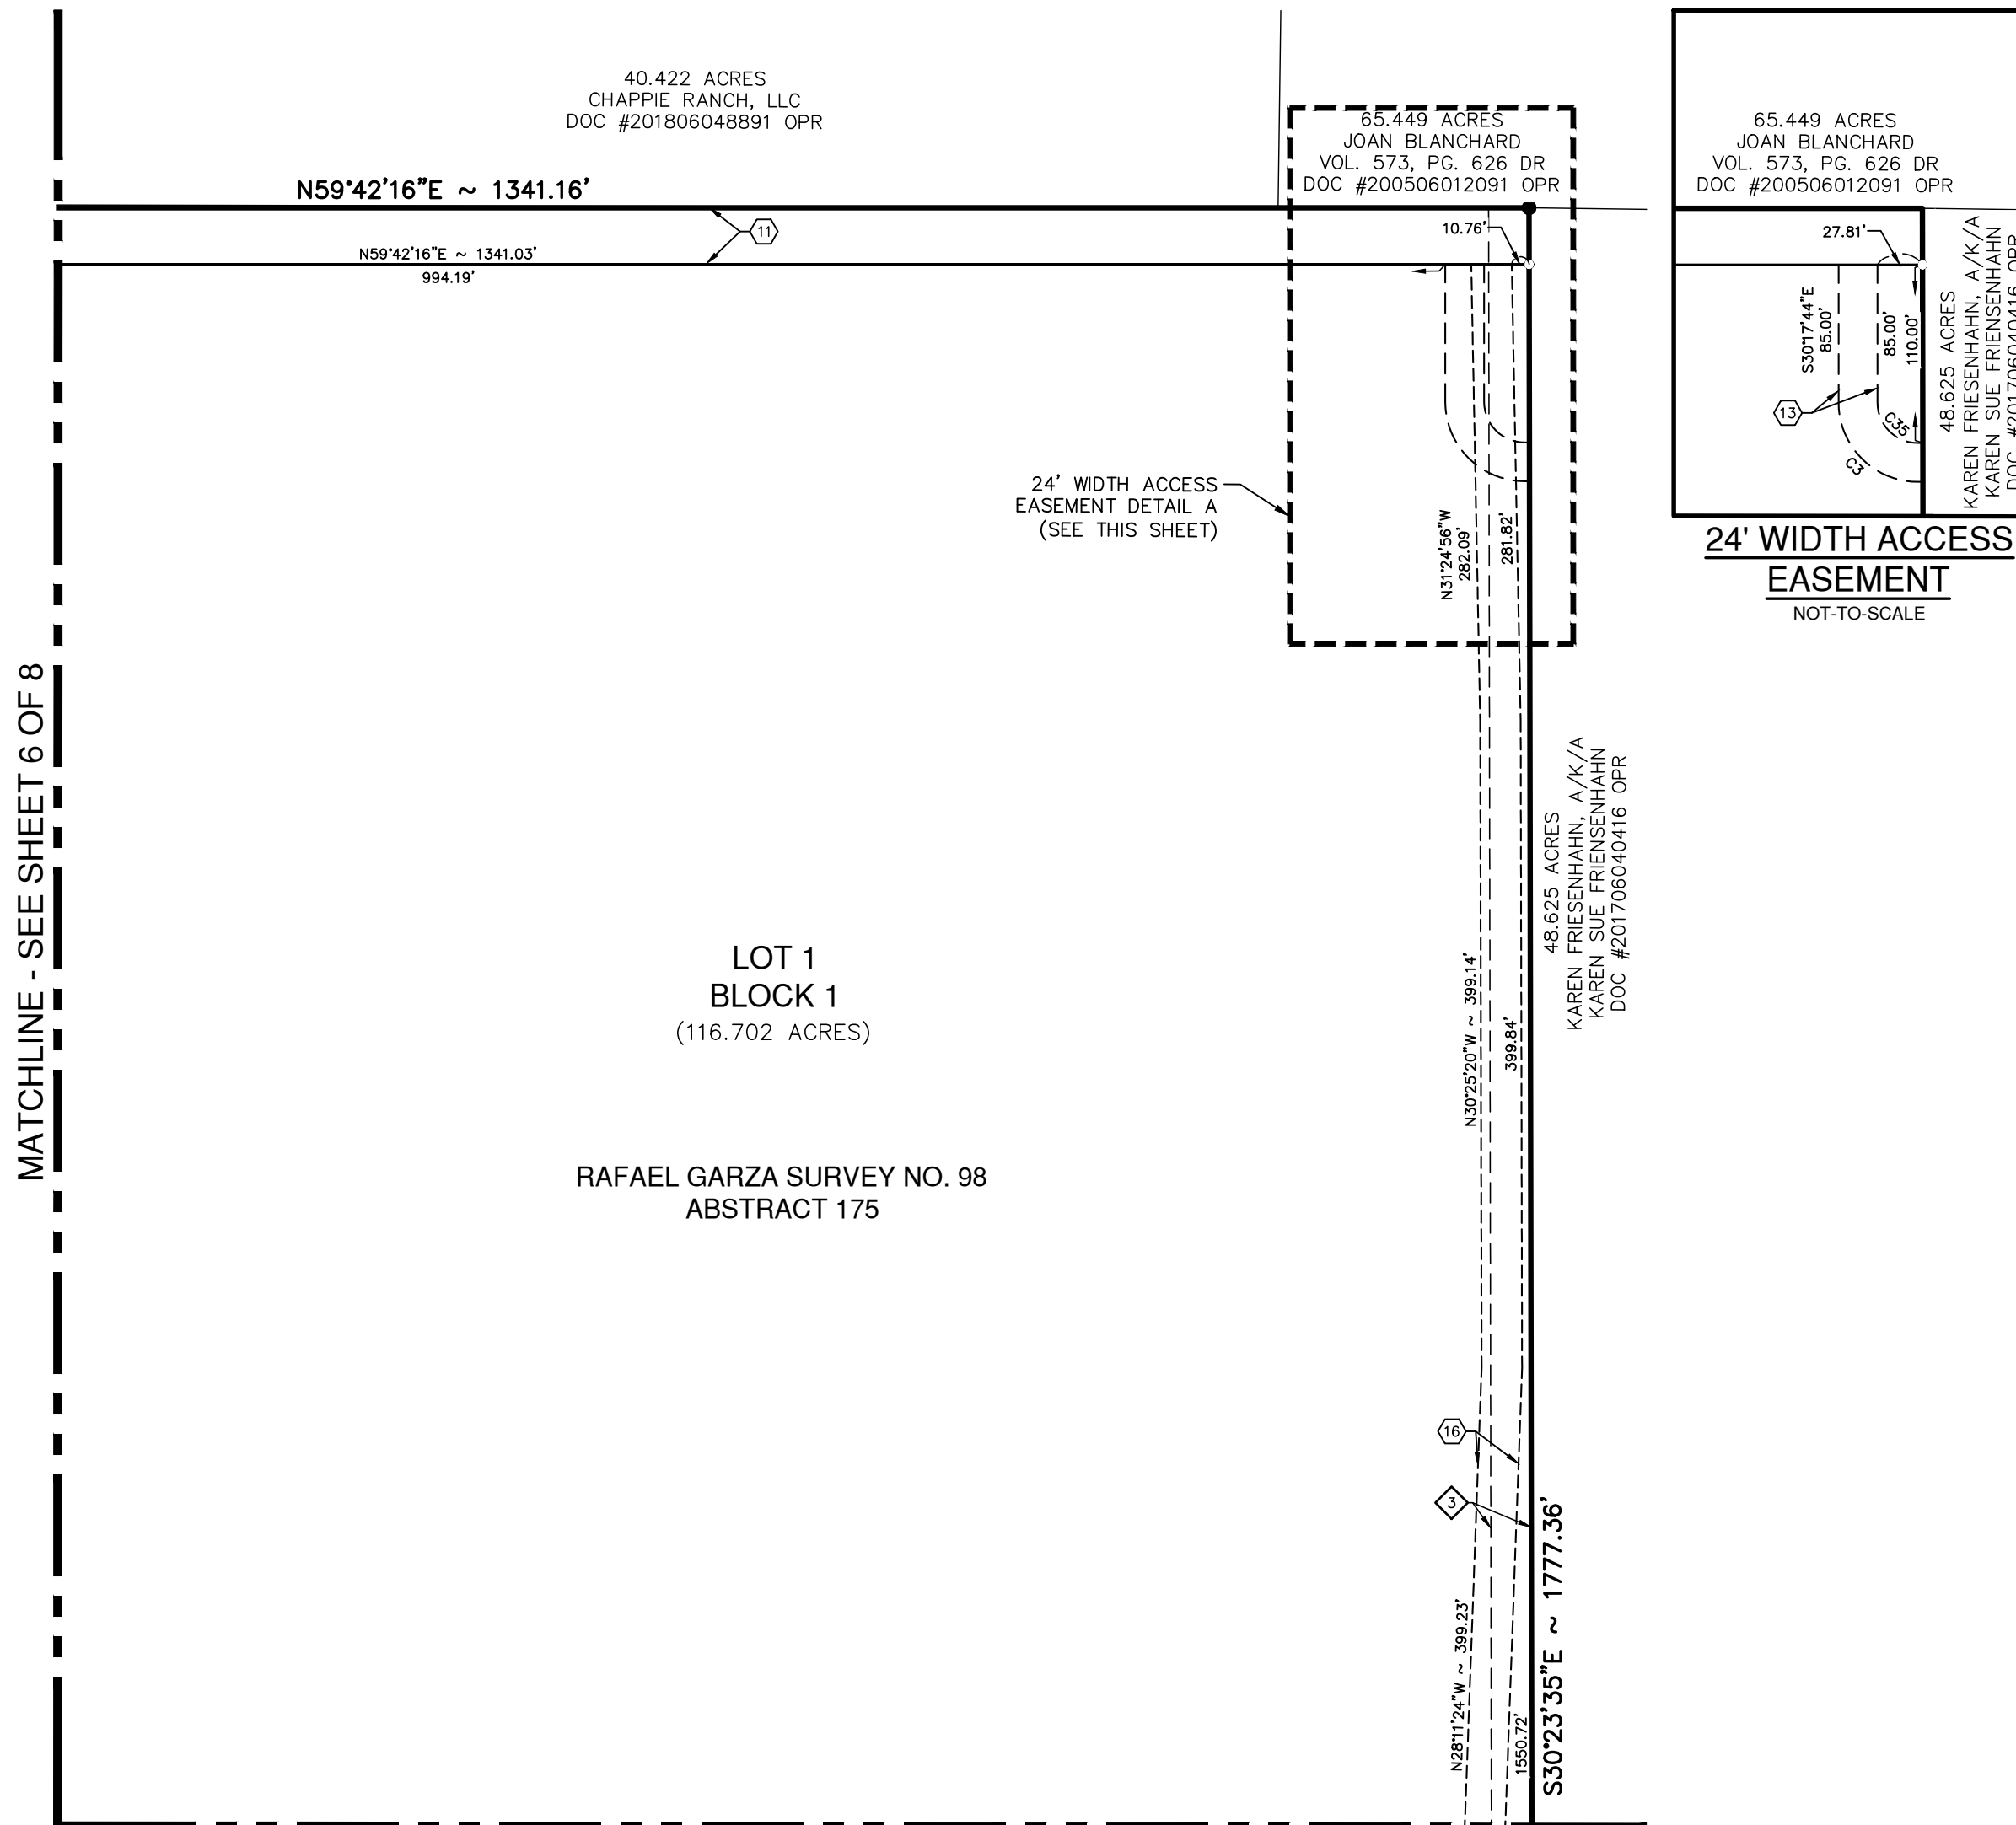 40.422 ACRES
CHAPPIE RANCH, LLC
DOC #201806048891 OPR
65.449 ACRES
JOAN BLANCHARD
VOL. 573, PG. 626 DR
DOC #200506012091 OPR
N59°42'16"E ~ 1341.16'
11
N59°42'16"E ~ 1341.03'
994.19'
10.76'
24' WIDTH ACCESS
EASEMENT DETAIL A
(SEE THIS SHEET)
N31°24'56"W
282.09'
281.82'
65.449 ACRES
JOAN BLANCHARD
VOL. 573, PG. 626 DR
DOC #200506012091 OPR
27.81'
S30°17'44"E
85.00'
85.00'
110.00'
13
C35
C3
48.625 ACRES
KAREN FRIESENHAHN, A/K/A
KAREN SUE FRIENSENHAHN
DOC #201706040416 OPR
24' WIDTH ACCESS
EASEMENT
NOT-TO-SCALE
MATCHLINE - SEE SHEET 6 OF 8
48.625 ACRES
KAREN FRIESENHAHN, A/K/A
KAREN SUE FRIENSENHAHN
DOC #201706040416 OPR
LOT 1
BLOCK 1
(116.702 ACRES)
N30°25'20"W ~ 399.14'
399.84'
RAFAEL GARZA SURVEY NO. 98
ABSTRACT 175
16
3
N28°11'24"W ~ 399.23'
1550.72'
S30°23'35"E ~ 1777.36'